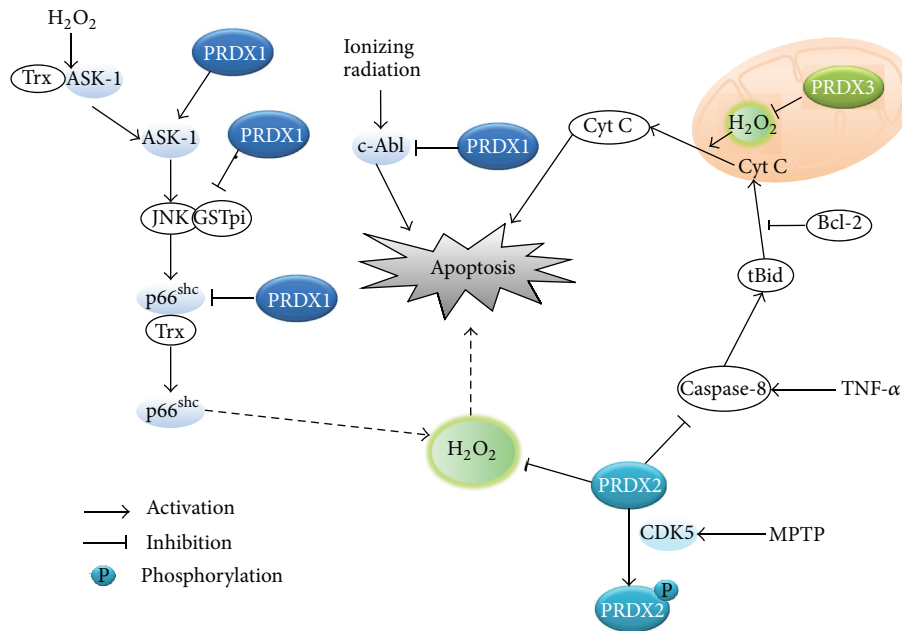 H₂O₂
Trx
ASK-1
PRDX1
ASK-1
PRDX1
JNK
GSTpi
p66ˢʰᶜ
PRDX1
Trx
p66ˢʰᶜ
Ionizing
radiation
c-Abl
PRDX1
Cyt C
PRDX3
H₂O₂
Cyt C
Bcl-2
tBid
Apoptosis
Caspase-8
TNF-α
H₂O₂
PRDX2
CDK5
MPTP
P
PRDX2
Activation
Inhibition
P Phosphorylation